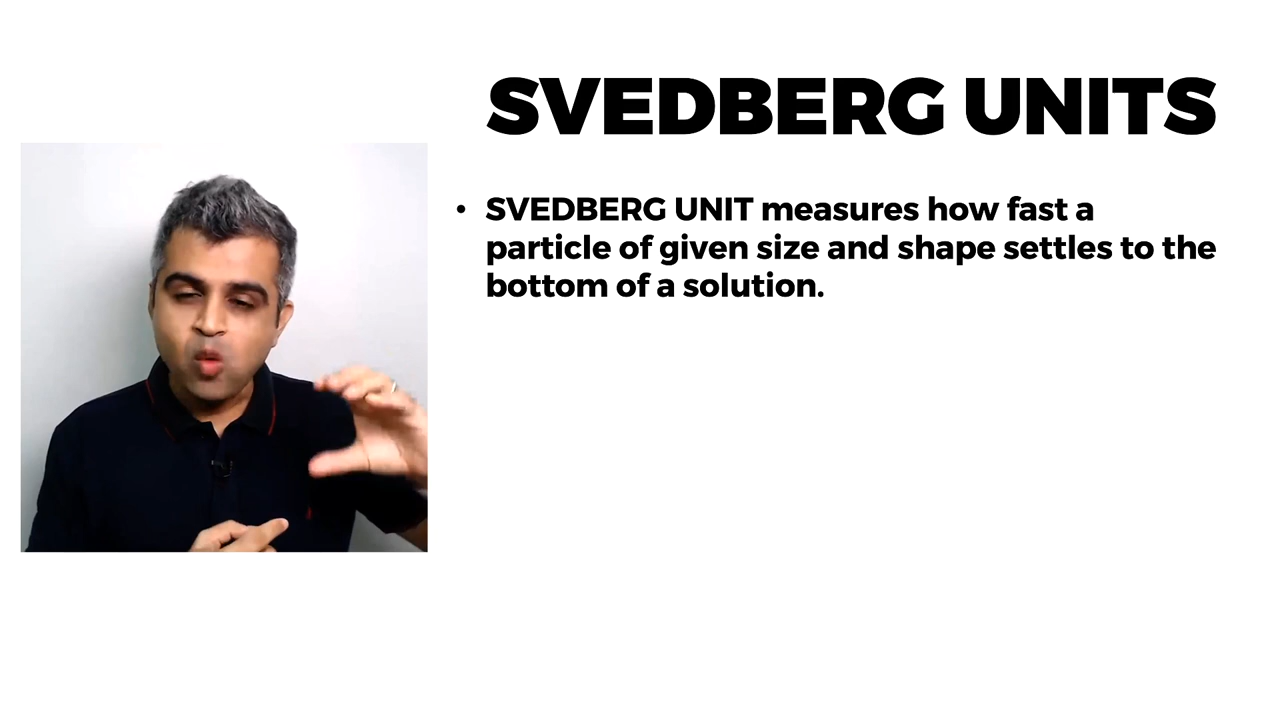 SVEDBERG UNITS
• SVEDBERG UNIT measures how fast a
particle of given size and shape settles to the
bottom of a solution.